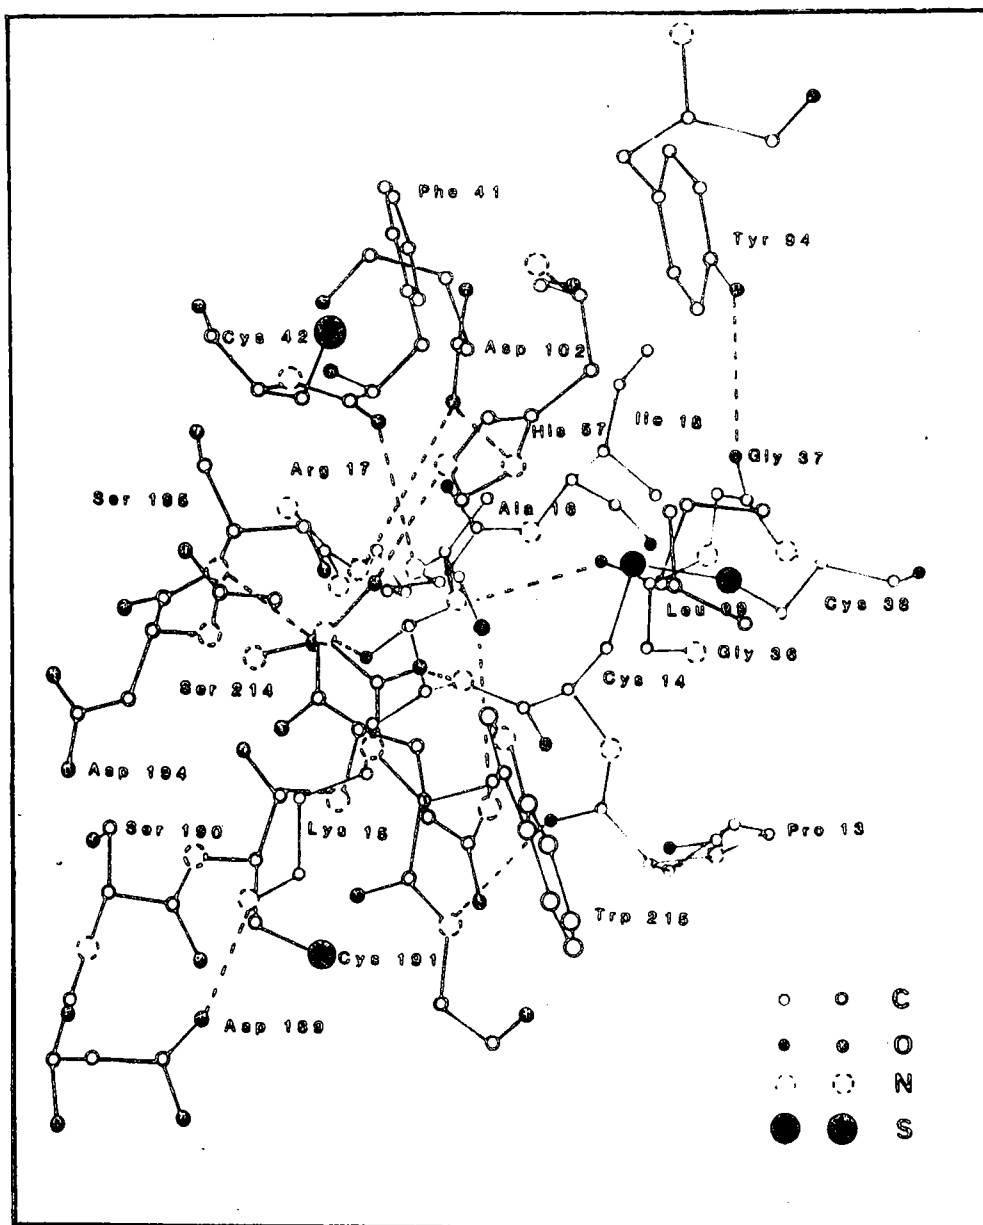 Phe 41
Tyr 94
Cys 42
Asp 102
His 57
Ile 18
Gly 37
Arg 17
Ser 195
Ala 16
Leu 99
Cys 38
Gly 36
Cys 14
Ser 214
Asp 194
Ser 190
Lys 15
Pro 13
Trp 215
Cys 191
Asp 189
C
O
N
S